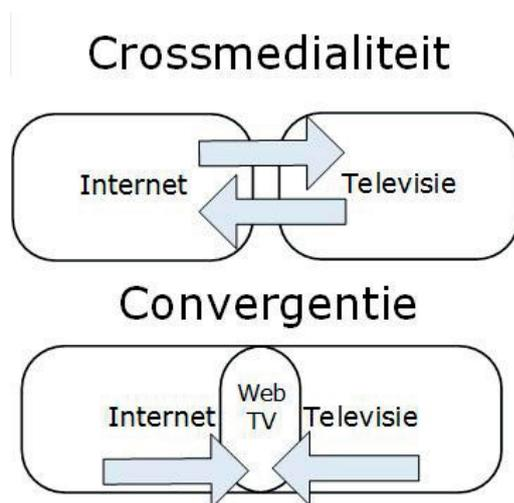 Crossmedialiteit
Internet
Televisie
Convergentie
Web
TV
Internet
Televisie